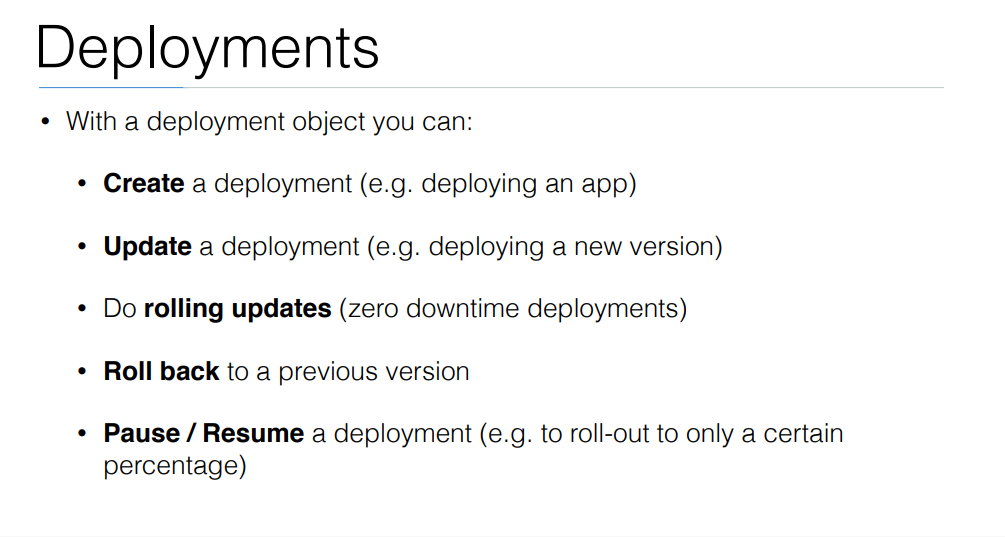 Deployments
• With a deployment object you can:
• Create a deployment (e.g. deploying an app)
• Update a deployment (e.g. deploying a new version)
• Do rolling updates (zero downtime deployments)
• Roll back to a previous version
• Pause / Resume a deployment (e.g. to roll-out to only a certain
percentage)